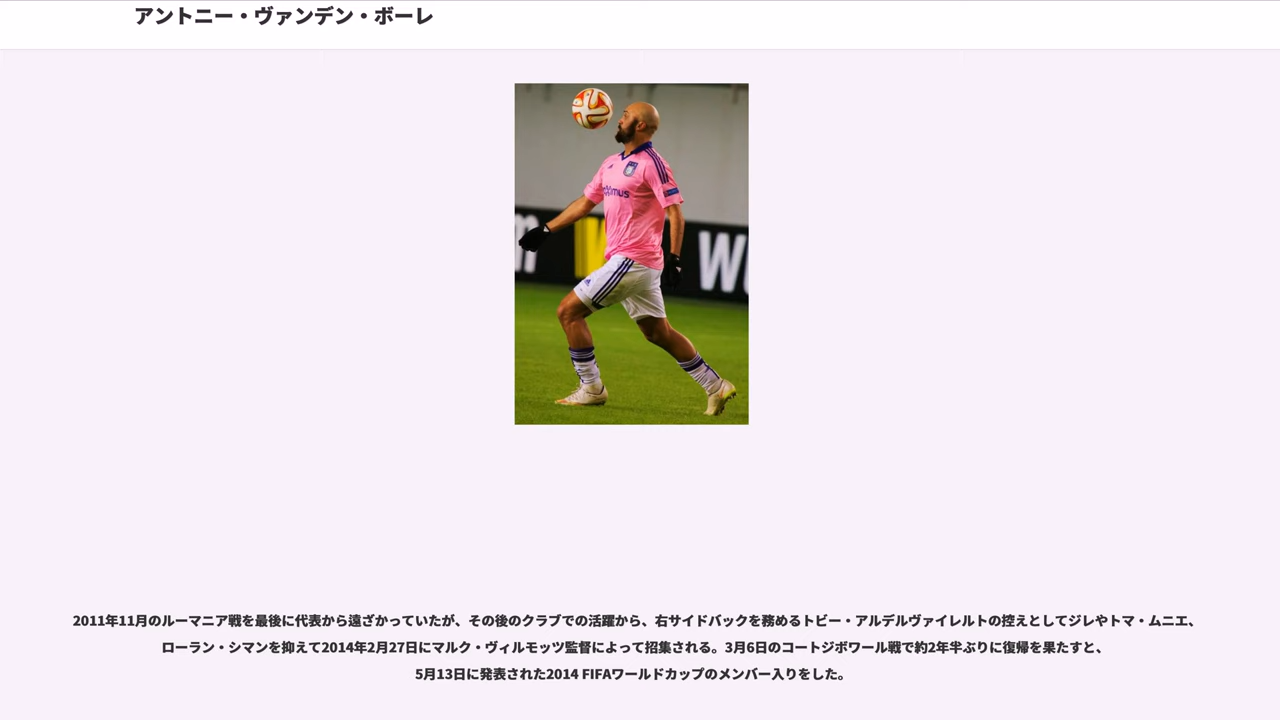 アントニー・ヴァンデン・ボーレ
2011年11月のルーマニア戦を最後に代表から遠ざかっていたが、その後のクラブでの活躍から、右サイドバックを務めるトビー・アルデルヴァイレルトの控えとしてジレやトマ・ムニエ、
ローラン・シマンを抑えて2014年2月27日にマルク・ヴィルモッツ監督によって招集される。3月6日のコートジボワール戦で約2年半ぶりに復帰を果たすと、
5月13日に発表された2014 FIFAワールドカップのメンバー入りをした。